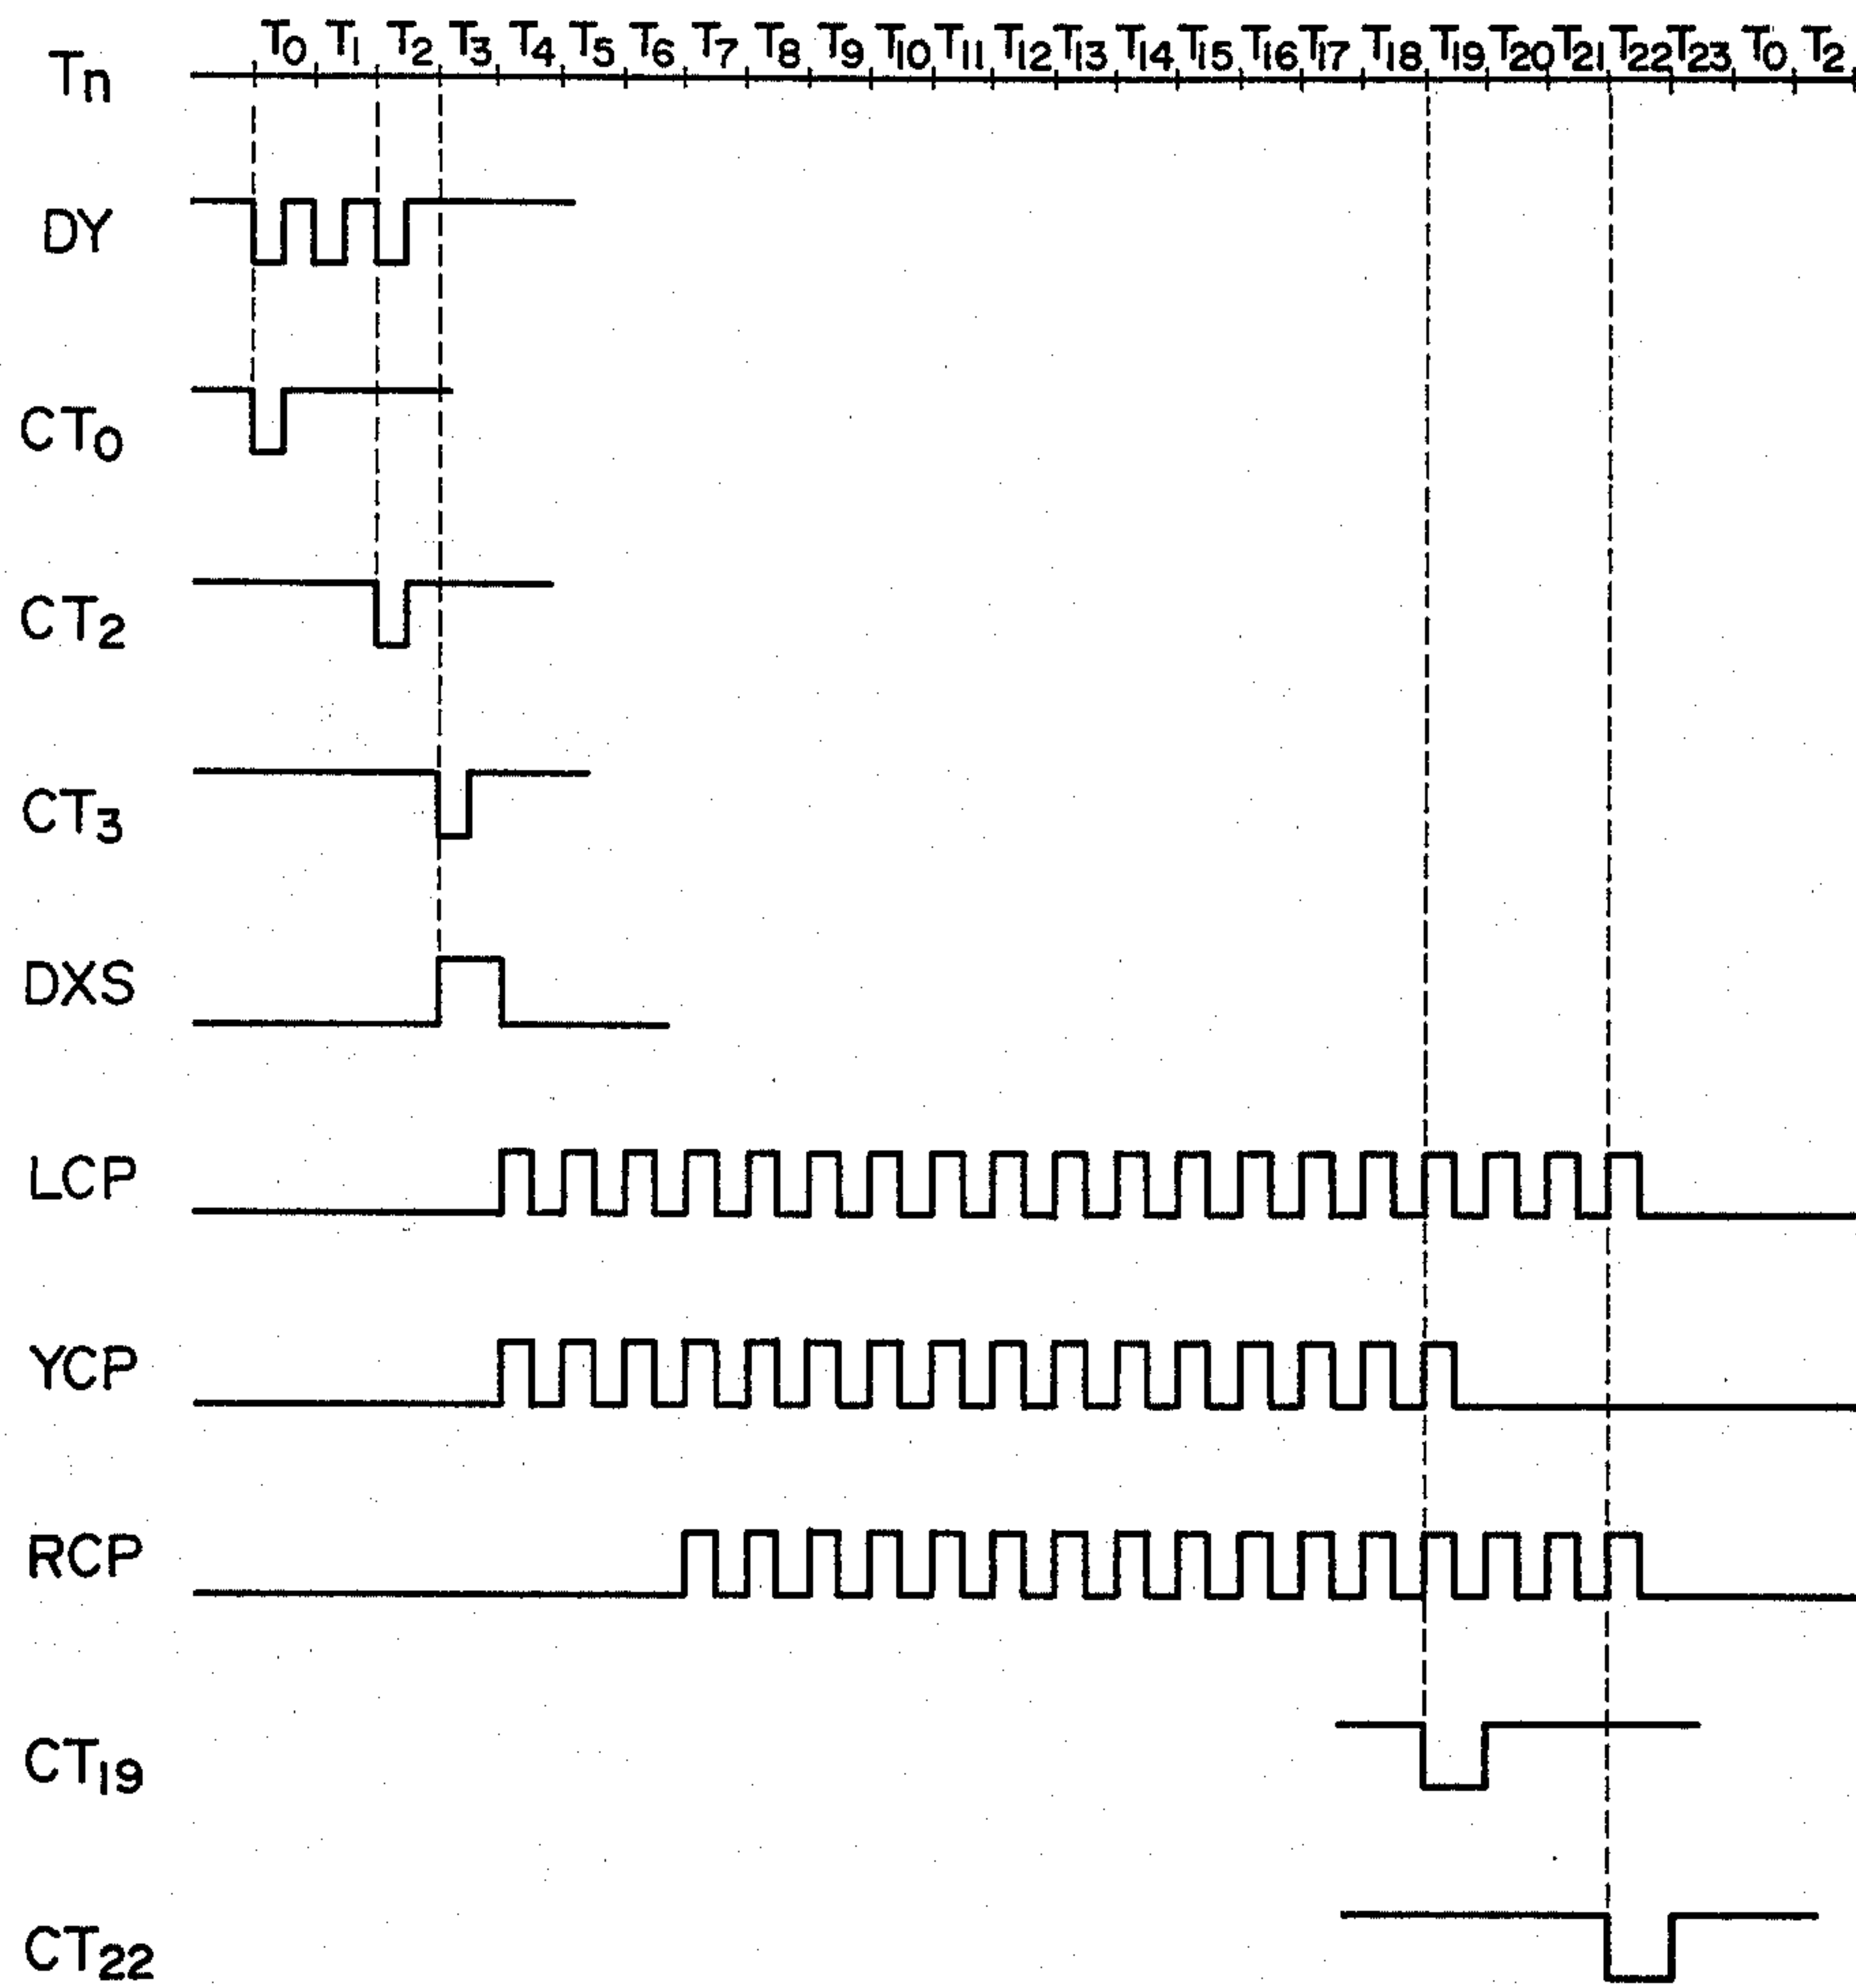 Tn T0 T1 T2 T3 T4 T5 T6 T7 T8 T9 T10 T11 T12 T13 T14 T15 T16 T17 T18 T19 T20 T21 T22 T23 T0 T2
DY
CT0
CT2
CT3
DXS
LCP
YCP
RCP
CT19
CT22